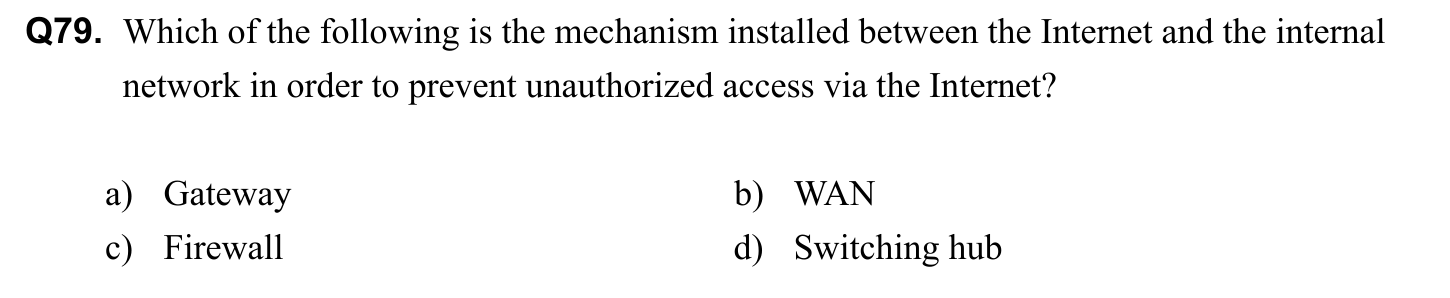 Q79. Which of the following is the mechanism installed between the Internet and the internal
network in order to prevent unauthorized access via the Internet?
a) Gateway b) WAN
c) Firewall d) Switching hub